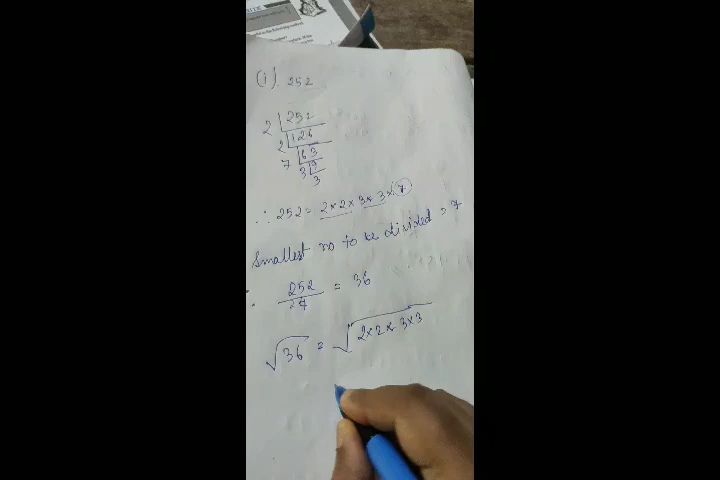 (i) 252
2 | 252
2 | 126
7 | 63
3 | 9
3
∴ 252 = 2×2×3×3×7
Smallest no to be divided = 7
252 / 7 = 36
√36 = √2×2×3×3